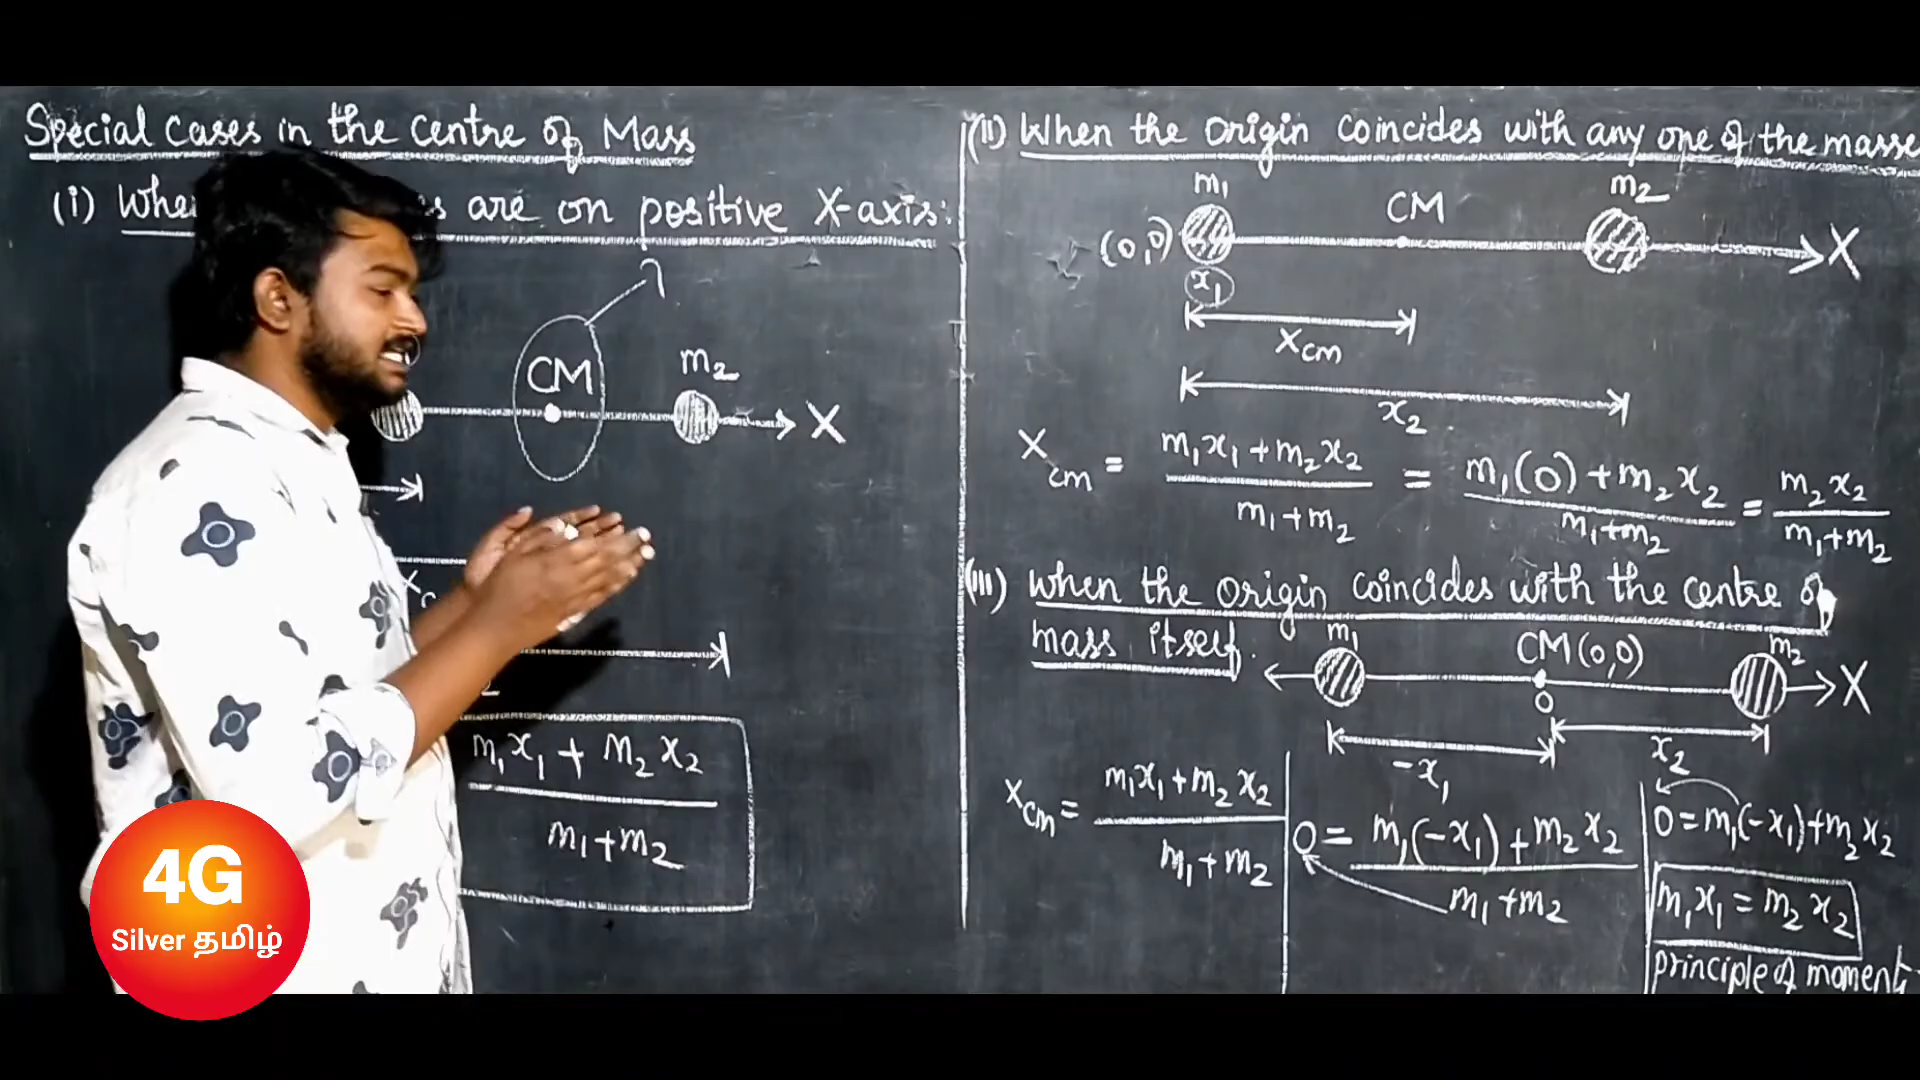 Special Cases in the Centre of Mass
(i) are on positive X-axis:
?
CM
m₂
X
m₁x₁ + m₂x₂
m₁+m₂
(ii) When the origin coincides with any one of the masse
m₁
CM
m₂
(0,0)
X
x₁
Xcm
x₂
Xcm = m₁x₁+m₂x₂ / m₁+m₂ = m₁(0)+m₂x₂ / m₁+m₂ = m₂x₂ / m₁+m₂
(iii) when the origin coincides with the centre of
mass itself.
m₁
CM(0,0)
m₂
O
X
-x₁
x₂
xcm = m₁x₁+m₂x₂ / m₁+m₂
0 = m₁(-x₁)+m₂x₂ / m₁+m₂
0=m₁(-x₁)+m₂x₂
m₁x₁ = m₂x₂
principle of moment
4G
Silver தமிழ்